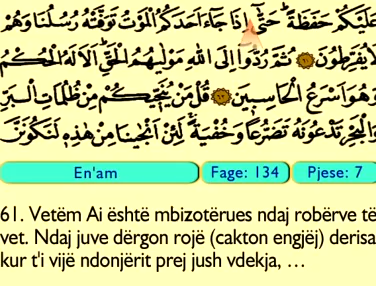 عَلَيْكُمْ حَفَظَةً حَتَّىٰ إِذَا جَاءَ أَحَدَكُمُ الْمَوْتُ تَوَفَّتْهُ رُسُلُنَا وَهُمْ
لَا يُفَرِّطُونَ ۝ ثُمَّ رُدُّوا إِلَى اللَّهِ مَوْلَيهُمُ الْحَقِّ أَلَا لَهُ الْحُكْمُ
وَهُوَ أَسْرَعُ الْحَاسِبِينَ ۝ قُلْ مَنْ يُنَجِّيكُمْ مِنْ ظُلُمَاتِ الْبَرِّ
وَالْبَحْرِ تَدْعُونَهُ تَضَرُّعًا وَخُفْيَةً لَئِنْ أَنْجَينَا مِنْ هَٰذِهِ لَنَكُونَنَّ
En'am Fage: 134 Pjese: 7
61. Vetëm Ai është mbizotërues ndaj robërve të
vet. Ndaj juve dërgon rojë (cakton engjëj) derisa
kur t'i vijë ndonjërit prej jush vdekja, ...